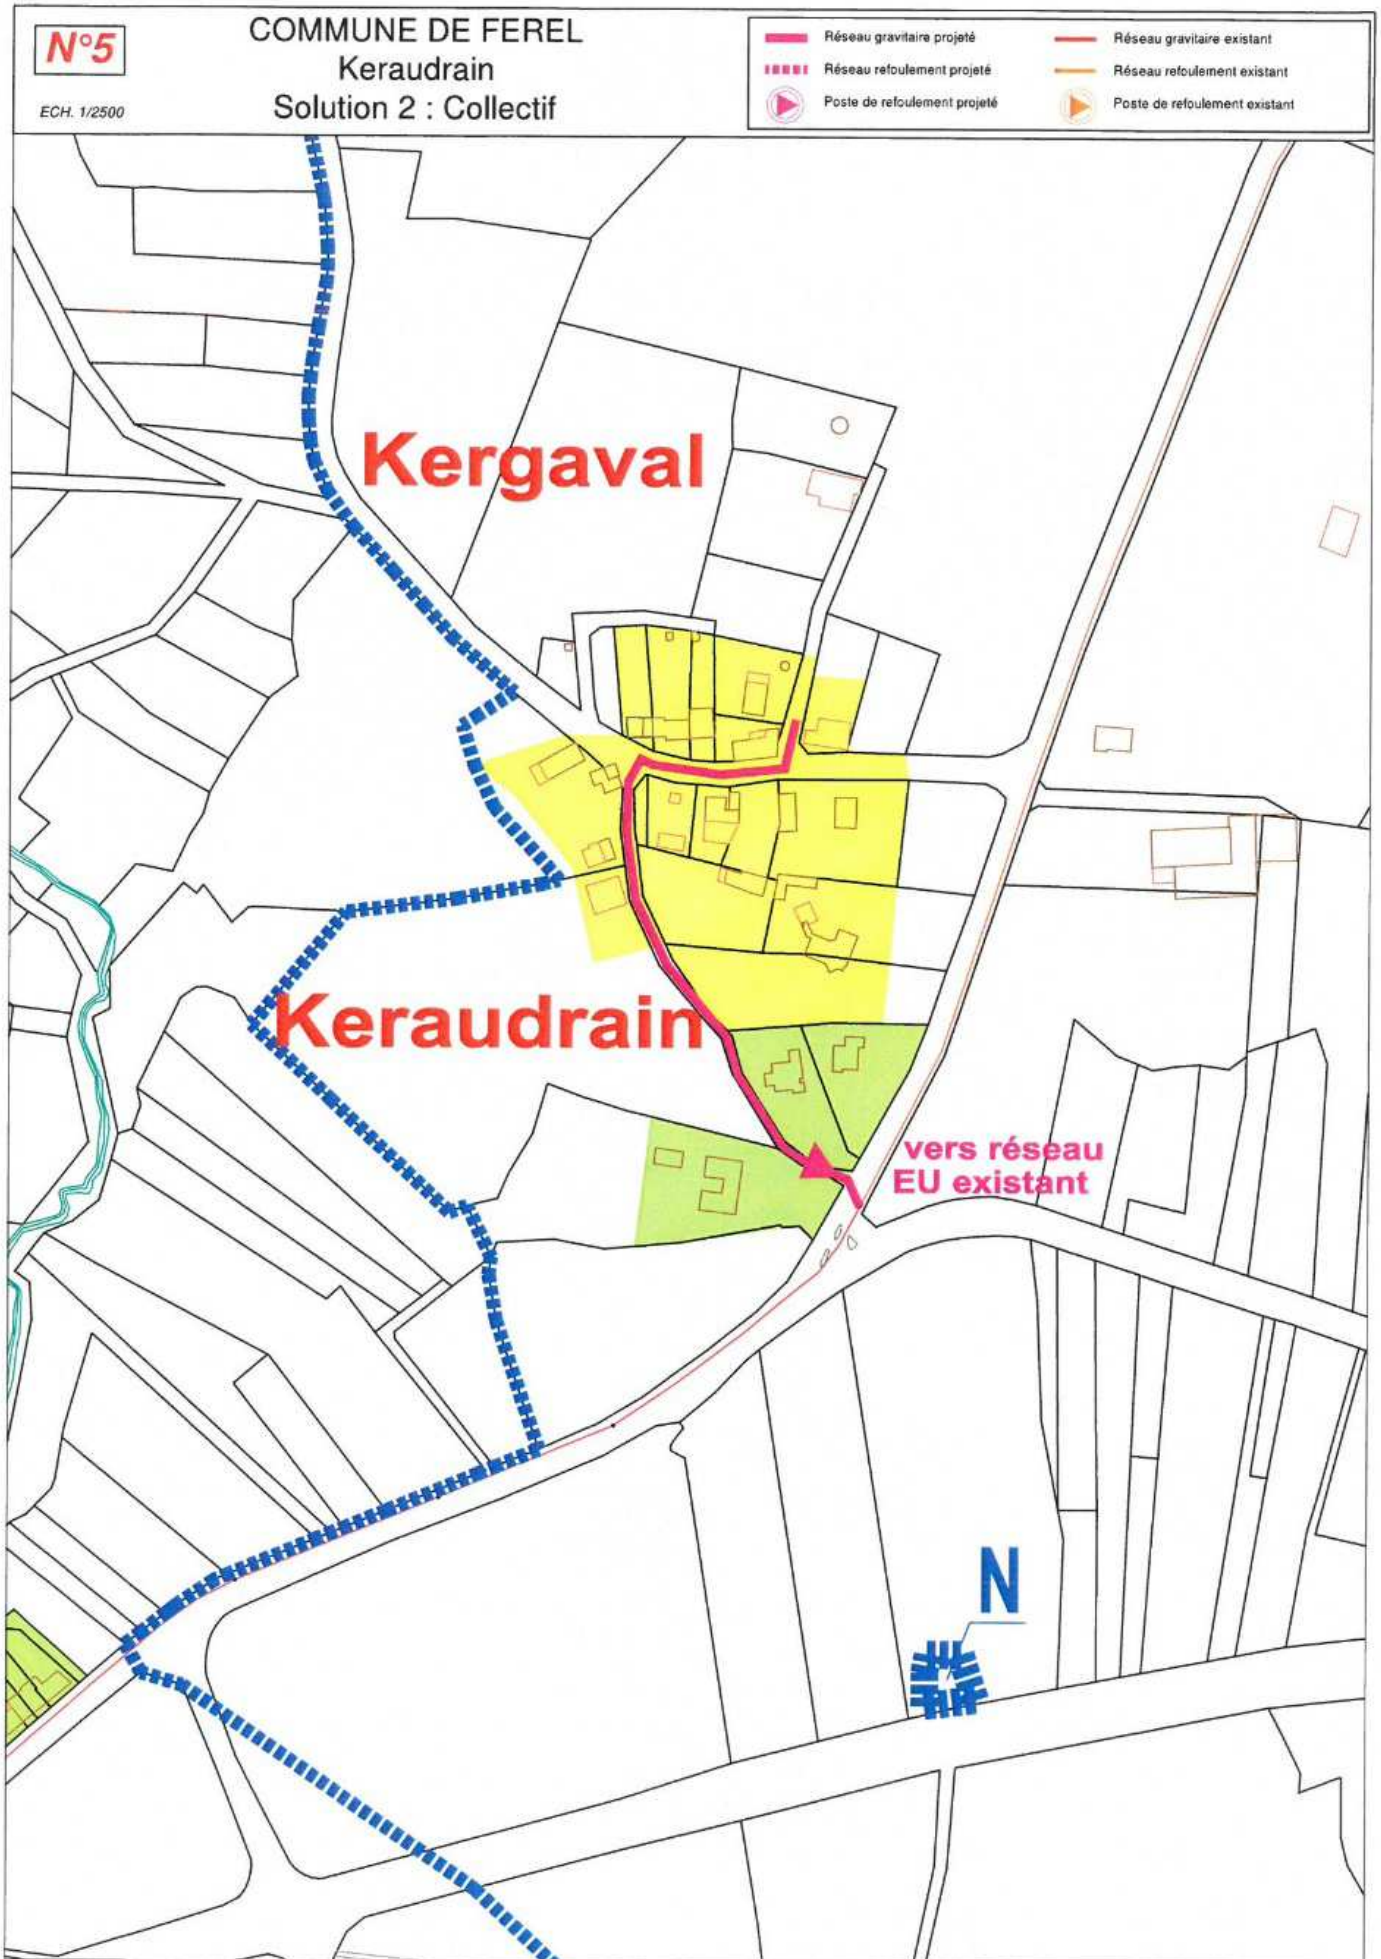 N°5
ECH. 1/2500
COMMUNE DE FEREL
Keraudrain
Solution 2 : Collectif
Réseau gravitaire projeté
Réseau refoulement projeté
Poste de refoulement projeté
Réseau gravitaire existant
Réseau refoulement existant
Poste de refoulement existant
Kergaval
Keraudrain
vers réseau
EU existant
N